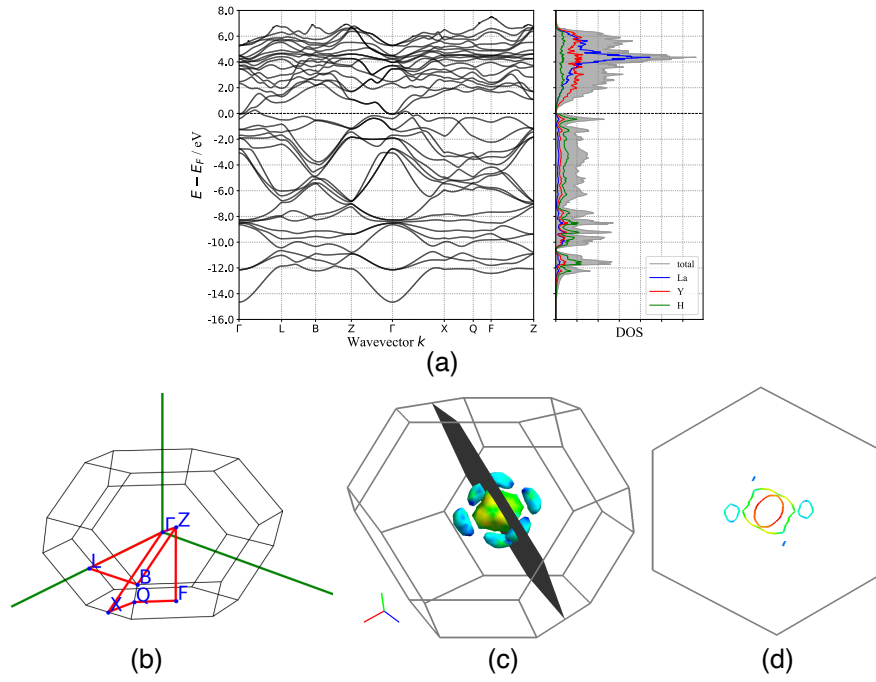 8.0
6.0
4.0
2.0
0.0
-2.0
-4.0
-6.0
-8.0
-10.0
-12.0
-14.0
-16.0
E − E_F / eV
Γ L B Z Γ X Q F Z
Wavevector k
total
La
Y
H
DOS
(a)
Γ
Z
L
B
Q
X
F
(b)
(c)
(d)